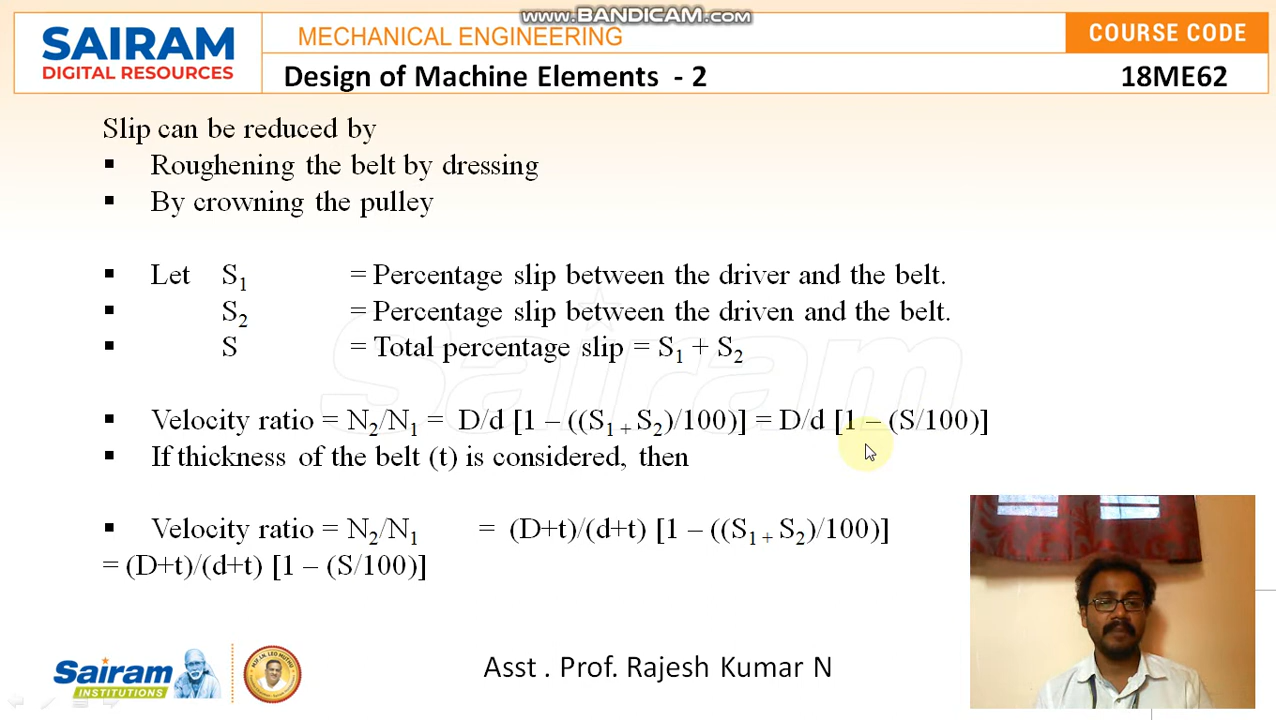 www.BANDICAM.com
SAIRAM
DIGITAL RESOURCES
MECHANICAL ENGINEERING
COURSE CODE
Design of Machine Elements - 2
18ME62
Slip can be reduced by
▪ Roughening the belt by dressing
▪ By crowning the pulley
▪ Let S₁ = Percentage slip between the driver and the belt.
▪ S₂ = Percentage slip between the driven and the belt.
▪ S = Total percentage slip = S₁ + S₂
▪ Velocity ratio = N₂/N₁ = D/d [1 – ((S₁ ₊ S₂)/100)] = D/d [1 – (S/100)]
▪ If thickness of the belt (t) is considered, then
▪ Velocity ratio = N₂/N₁ = (D+t)/(d+t) [1 – ((S₁ ₊ S₂)/100)]
= (D+t)/(d+t) [1 – (S/100)]
Sairam
Sairam
INSTITUTIONS
Asst . Prof. Rajesh Kumar N